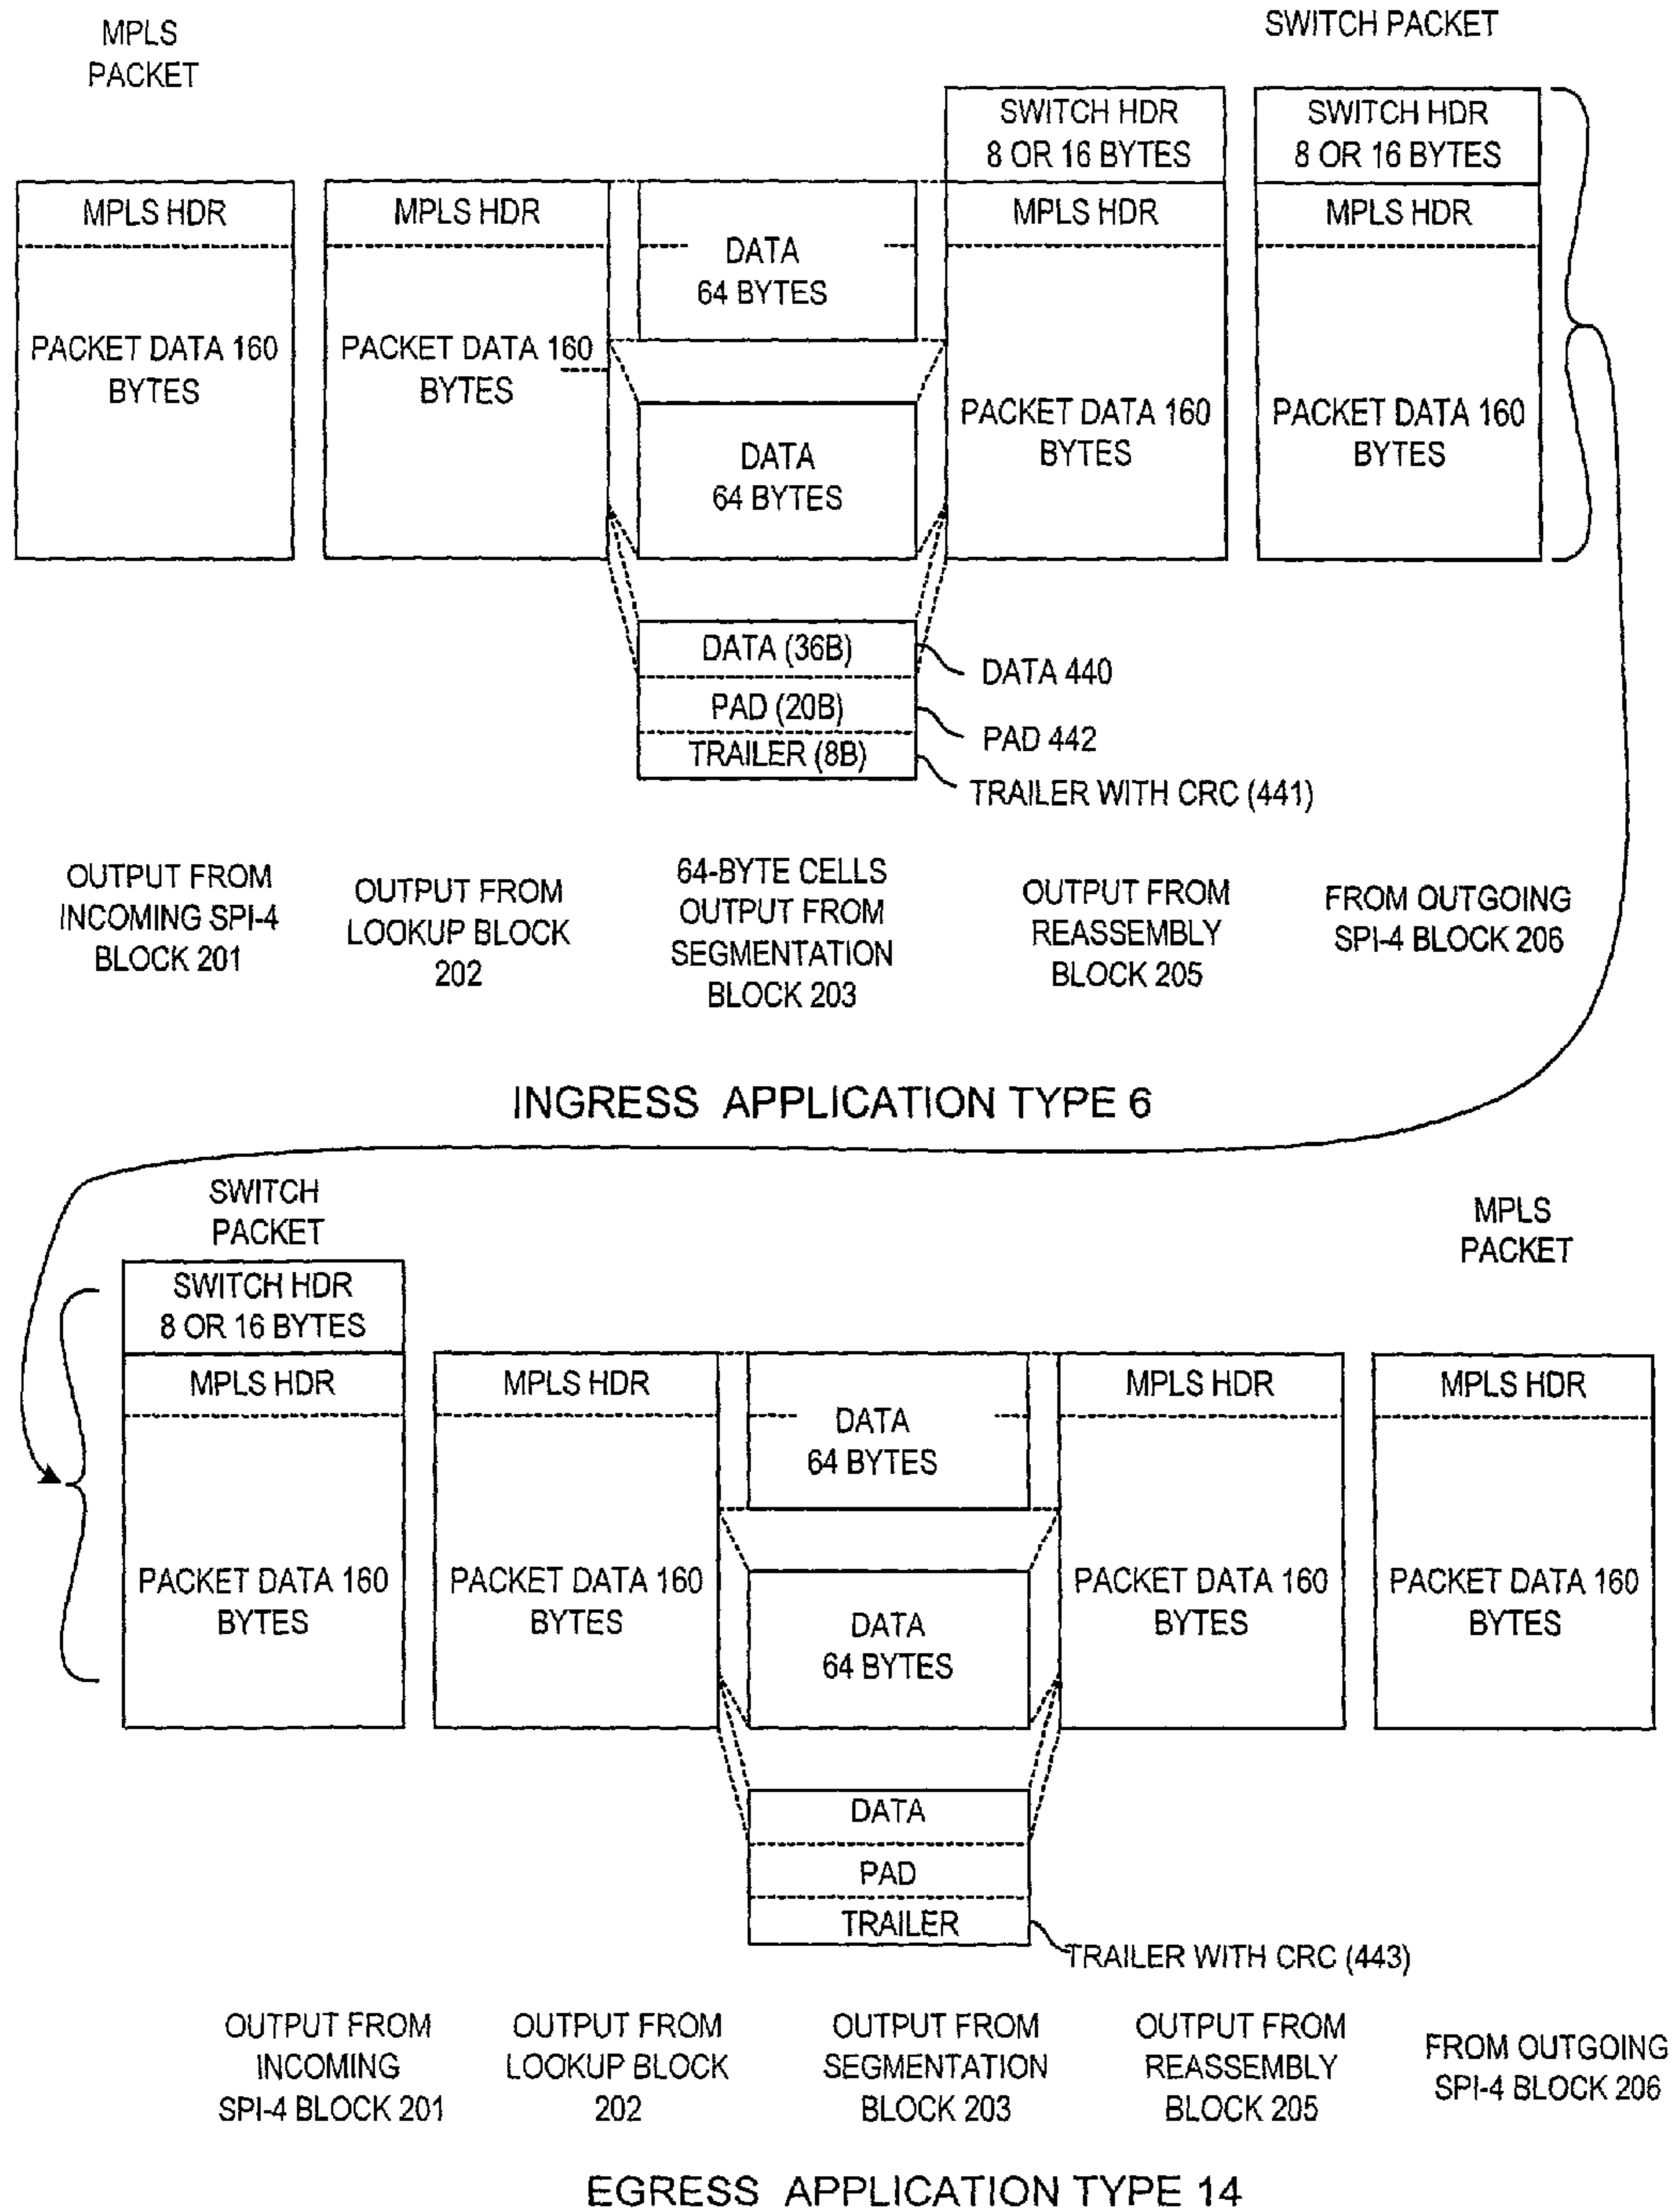 MPLS
PACKET
SWITCH PACKET
SWITCH HDR
8 OR 16 BYTES
SWITCH HDR
8 OR 16 BYTES
MPLS HDR
MPLS HDR
DATA
64 BYTES
MPLS HDR
MPLS HDR
PACKET DATA 160
BYTES
PACKET DATA 160
BYTES
DATA
64 BYTES
PACKET DATA 160
BYTES
PACKET DATA 160
BYTES
DATA (36B)
DATA 440
PAD (20B)
PAD 442
TRAILER (8B)
TRAILER WITH CRC (441)
OUTPUT FROM
INCOMING SPI-4
BLOCK 201
OUTPUT FROM
LOOKUP BLOCK
202
64-BYTE CELLS
OUTPUT FROM
SEGMENTATION
BLOCK 203
OUTPUT FROM
REASSEMBLY
BLOCK 205
FROM OUTGOING
SPI-4 BLOCK 206
INGRESS APPLICATION TYPE 6
SWITCH
PACKET
MPLS
PACKET
SWITCH HDR
8 OR 16 BYTES
MPLS HDR
MPLS HDR
DATA
64 BYTES
MPLS HDR
MPLS HDR
PACKET DATA 160
BYTES
PACKET DATA 160
BYTES
DATA
64 BYTES
PACKET DATA 160
BYTES
PACKET DATA 160
BYTES
DATA
PAD
TRAILER
TRAILER WITH CRC (443)
OUTPUT FROM
INCOMING
SPI-4 BLOCK 201
OUTPUT FROM
LOOKUP BLOCK
202
OUTPUT FROM
SEGMENTATION
BLOCK 203
OUTPUT FROM
REASSEMBLY
BLOCK 205
FROM OUTGOING
SPI-4 BLOCK 206
EGRESS APPLICATION TYPE 14